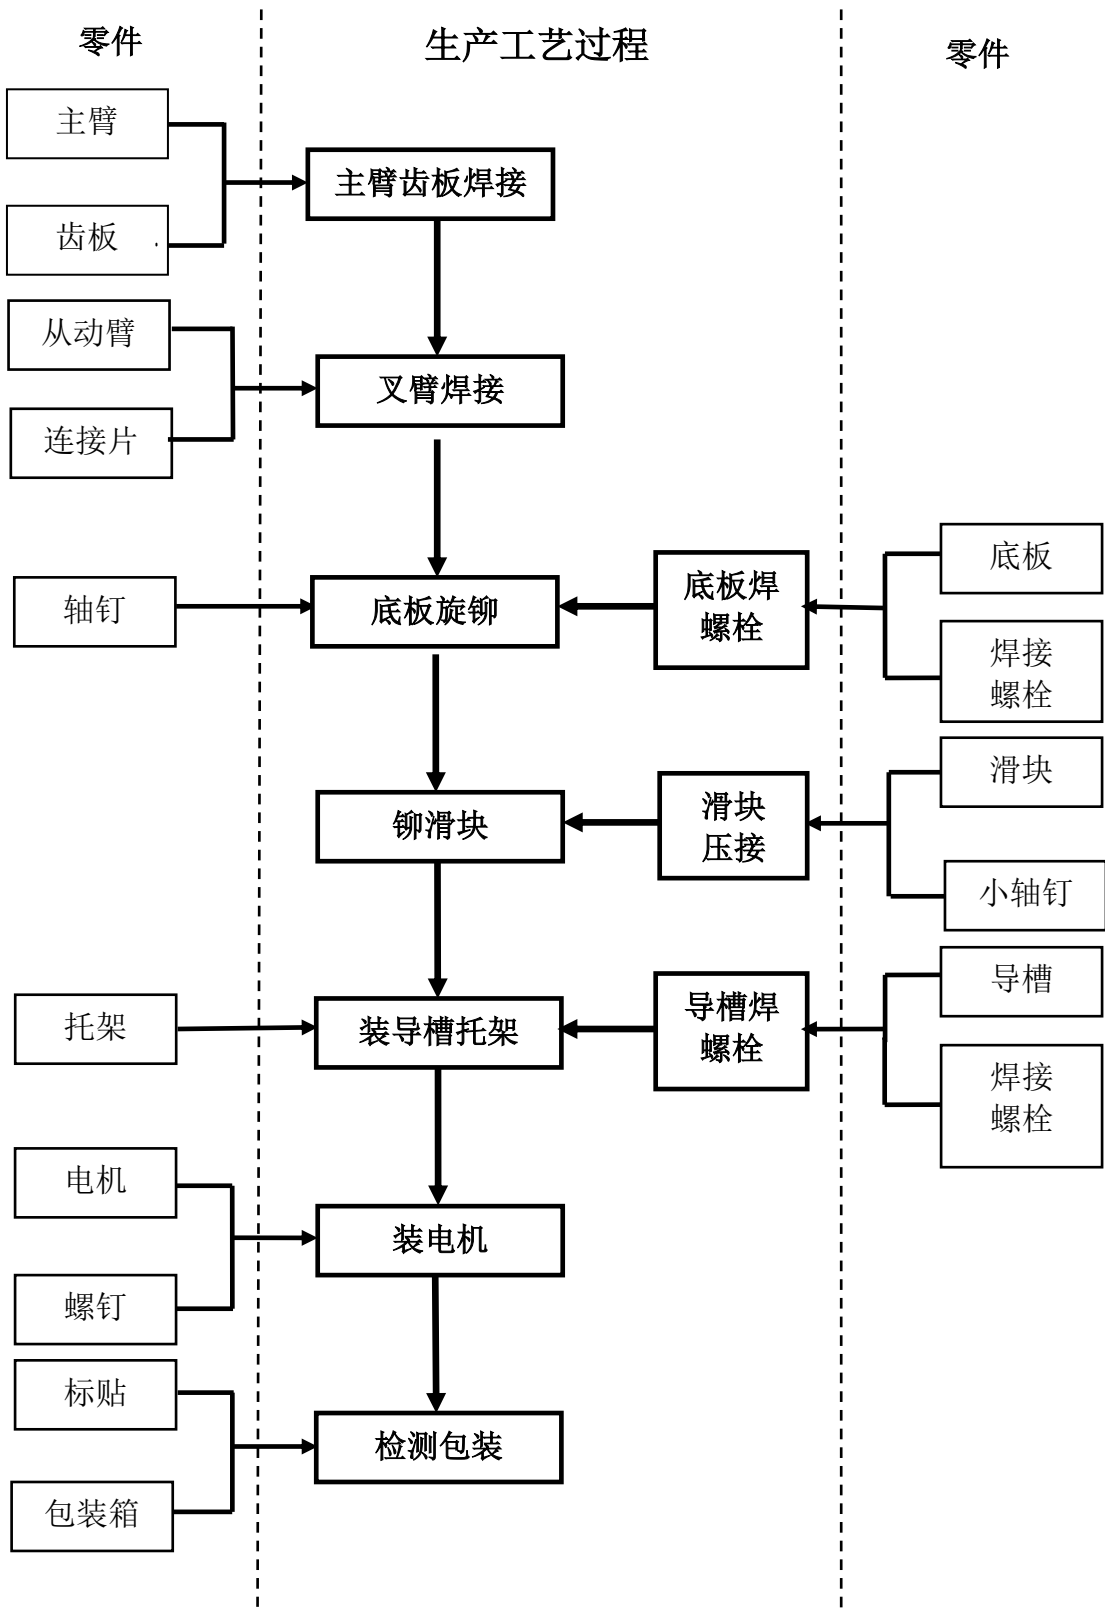 零件
生产工艺过程
零件
主臂
主臂齿板焊接
齿板
从动臂
叉臂焊接
连接片
底板
轴钉
底板旋铆
底板焊
螺栓
焊接
螺栓
滑块
铆滑块
滑块
压接
小轴钉
导槽
托架
装导槽托架
导槽焊
螺栓
焊接
螺栓
电机
装电机
螺钉
标贴
检测包装
包装箱